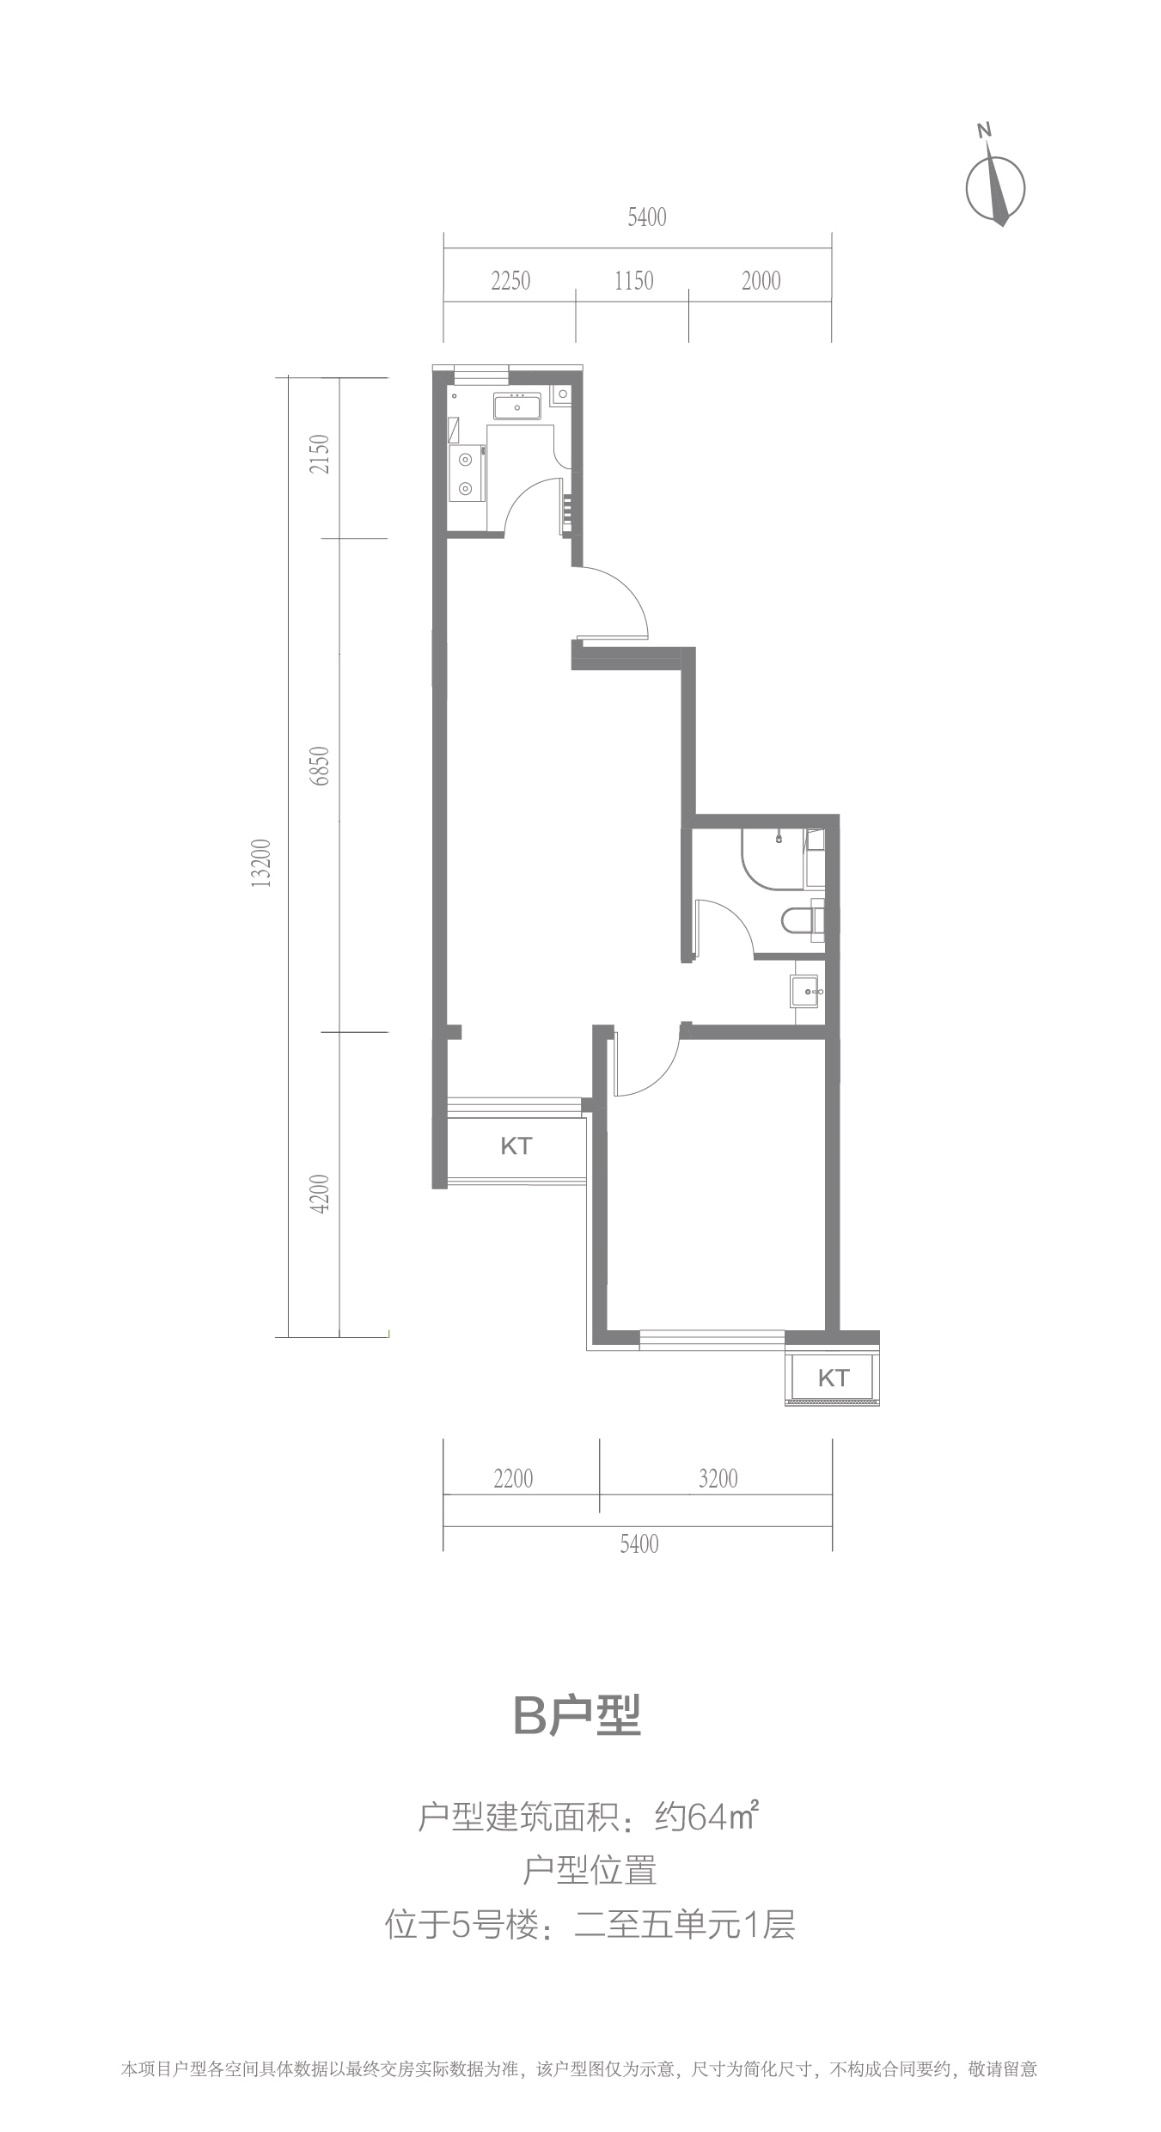 N
5400
2250 1150 2000
2150
6850
13200
4200
KT
KT
2200 3200
5400
B户型
户型建筑面积：约64㎡
户型位置
位于5号楼：二至五单元1层
本项目户型各空间具体数据以最终交房实际数据为准，该户型图仅为示意，尺寸为简化尺寸，不构成合同要约，敬请留意